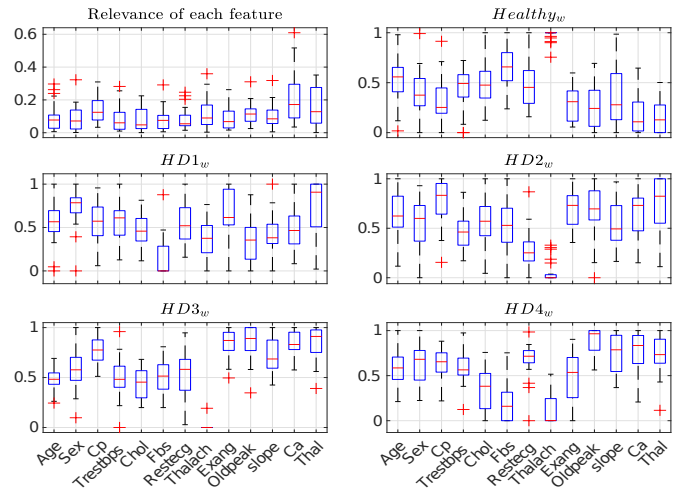 Relevance of each feature
Healthy_w
0.6
0.4
0.2
0
1
0.5
0
HD1_w
HD2_w
1
0.5
0
1
0.5
0
HD3_w
HD4_w
1
0.5
0
1
0.5
0
Age Sex Cp Trestbps Chol Fbs Restecg Thalach Exang Oldpeak slope Ca Thal
Age Sex Cp Trestbps Chol Fbs Restecg Thalach Exang Oldpeak slope Ca Thal